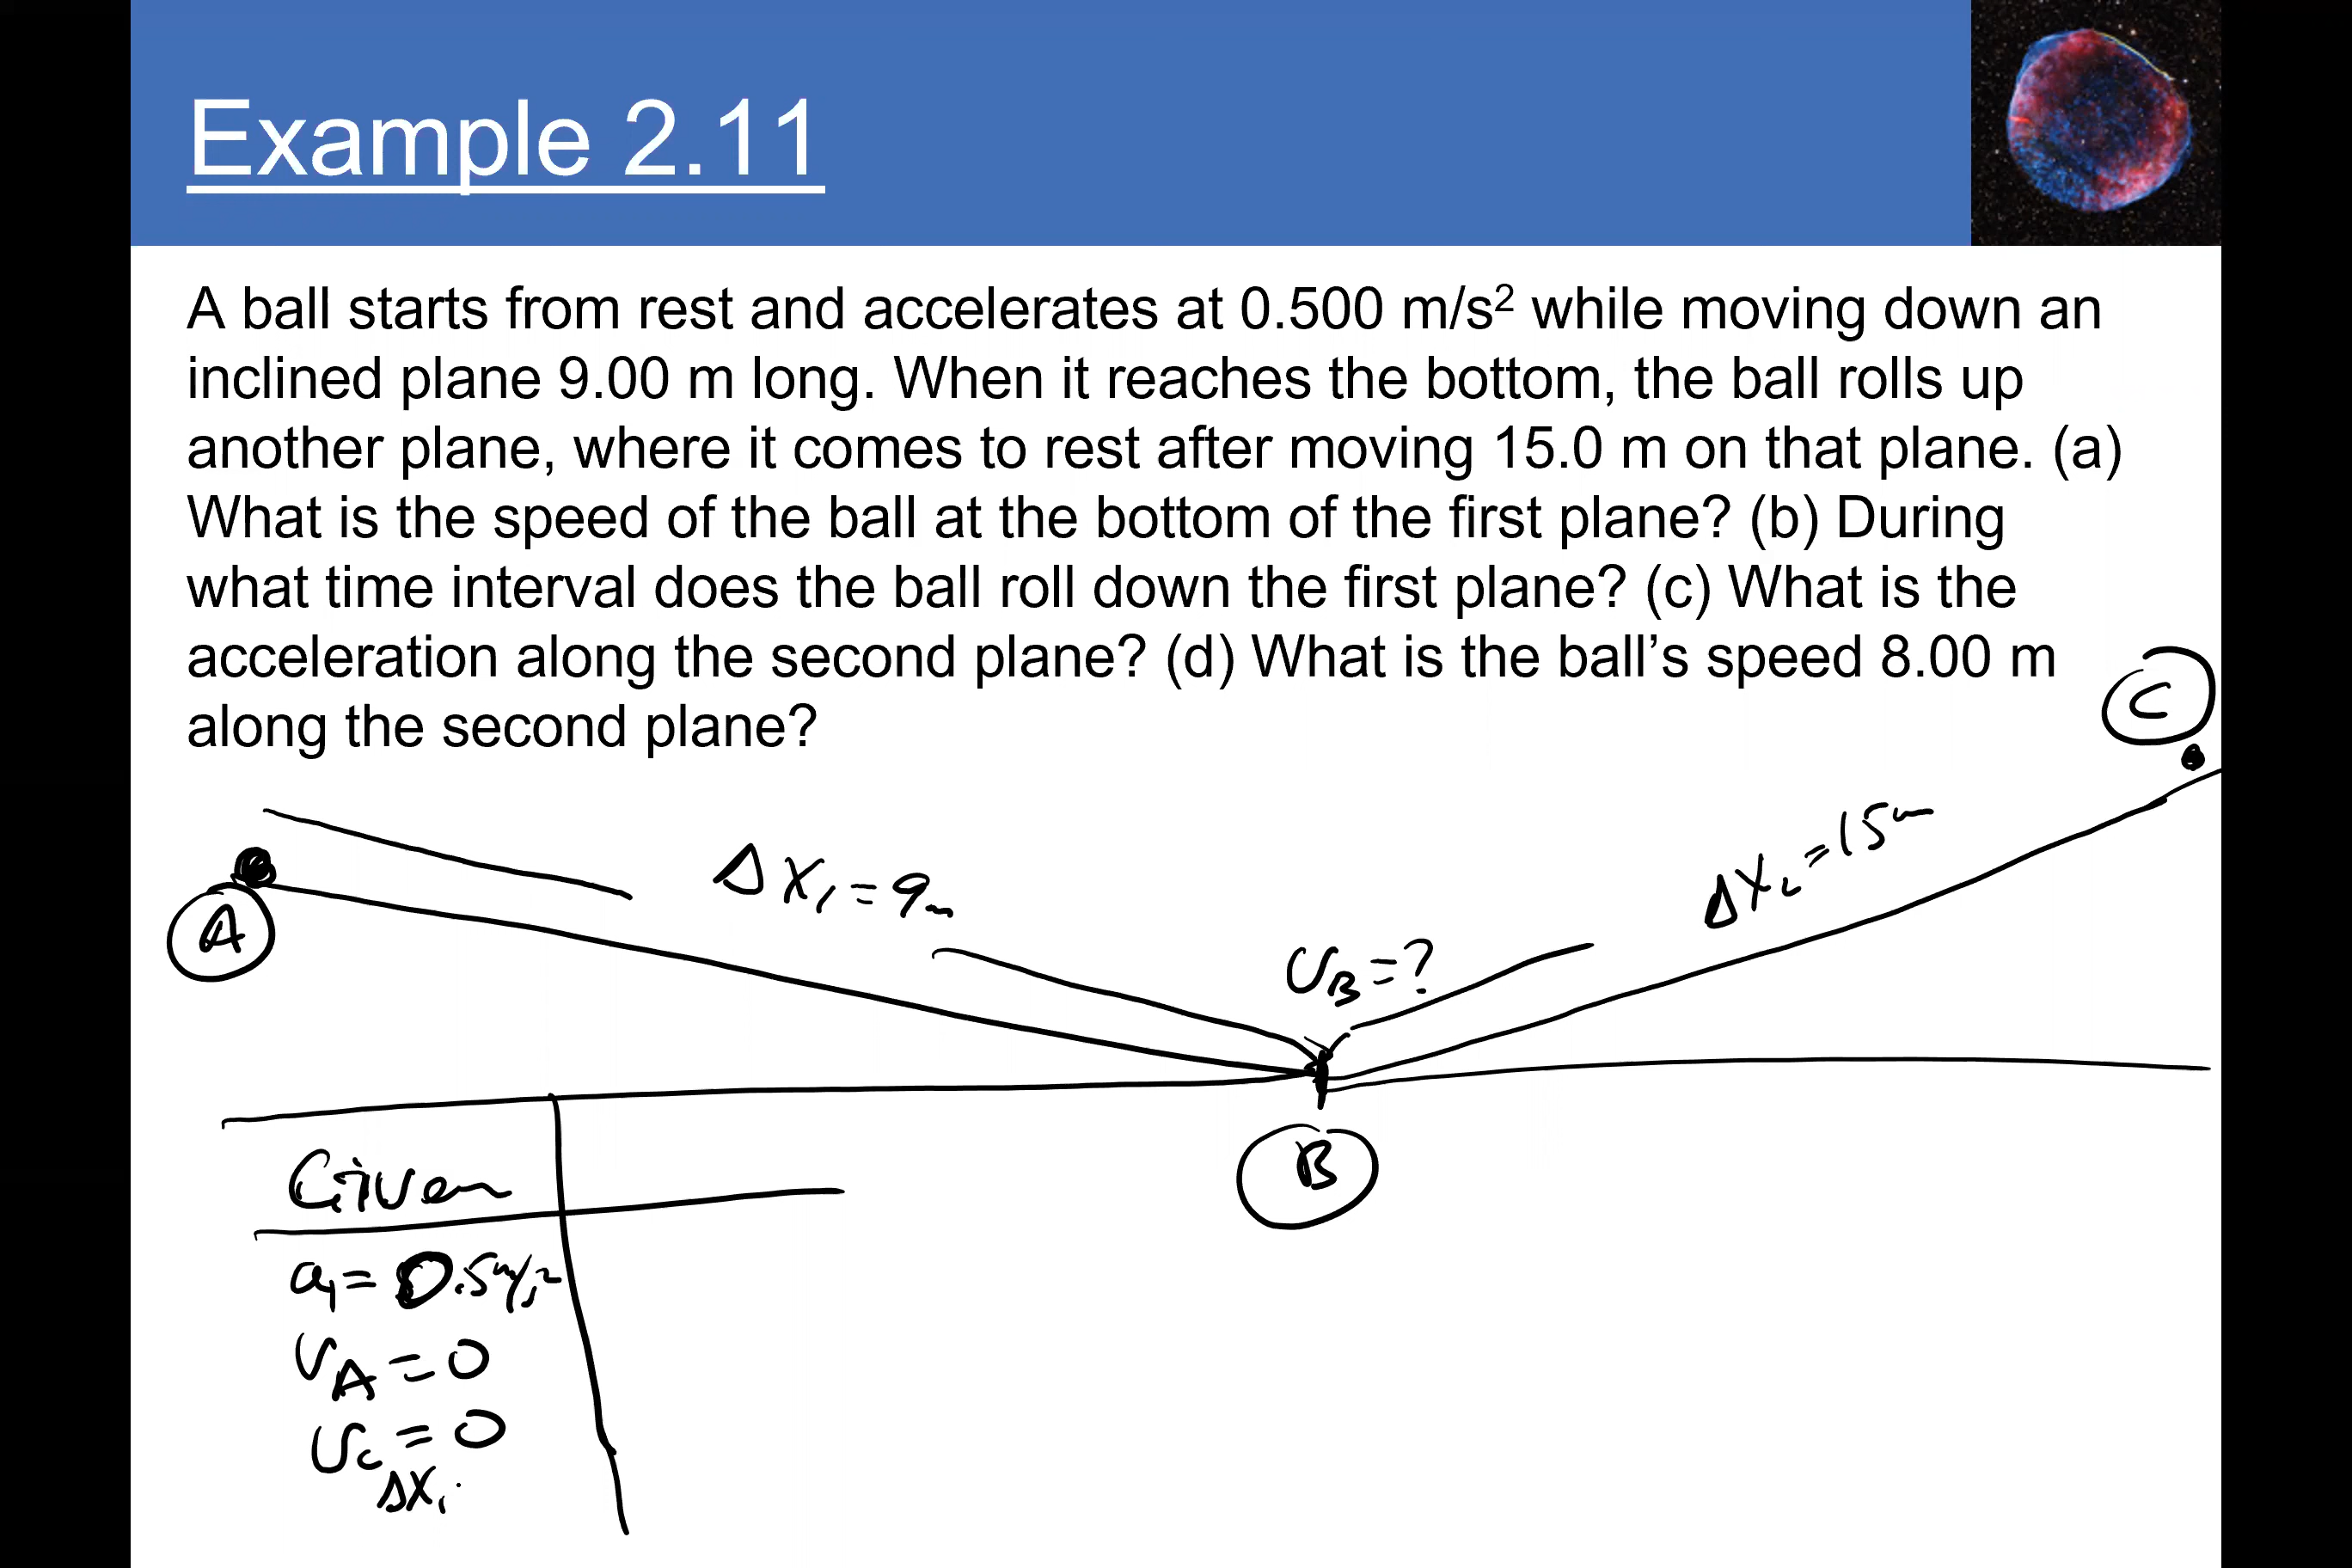 Example 2.11
A ball starts from rest and accelerates at 0.500 m/s² while moving down an
inclined plane 9.00 m long. When it reaches the bottom, the ball rolls up
another plane, where it comes to rest after moving 15.0 m on that plane. (a)
What is the speed of the ball at the bottom of the first plane? (b) During
what time interval does the ball roll down the first plane? (c) What is the
acceleration along the second plane? (d) What is the ball’s speed 8.00 m
along the second plane?
C
Δx₂=15m
Δx₁=9m
A
v_B=?
B
Given
a₁=0.5m/s²
v_A=0
v_c=0
Δx₁